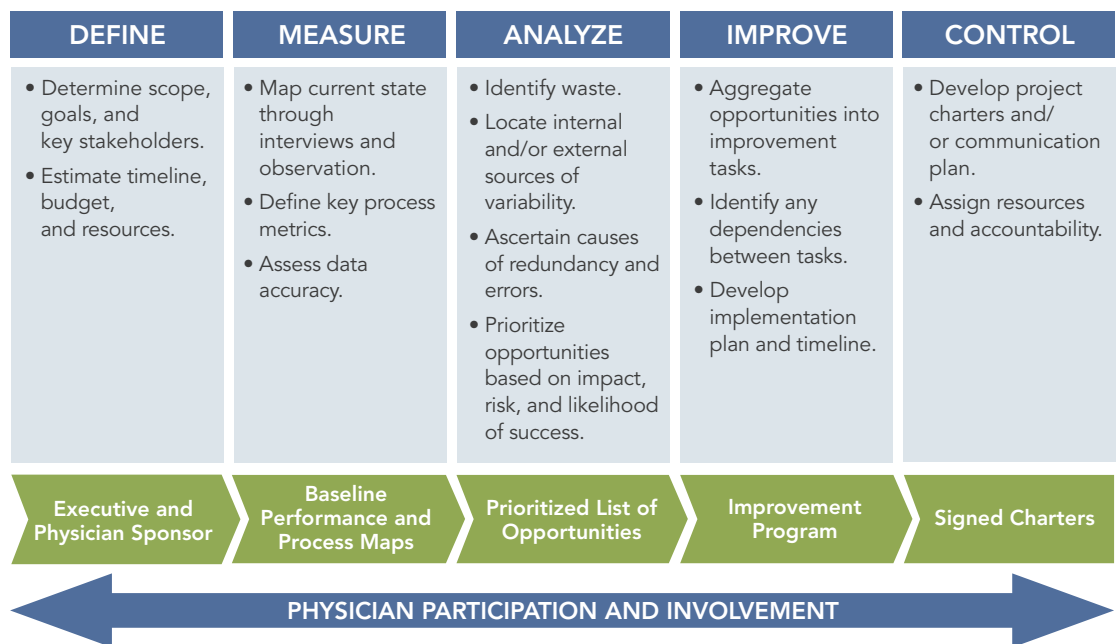 DEFINE
• Determine scope,
goals, and
key stakeholders.
• Estimate timeline,
budget,
and resources.
MEASURE
• Map current state
through
interviews and
observation.
• Define key process
metrics.
• Assess data
accuracy.
ANALYZE
• Identify waste.
• Locate internal
and/or external
sources of
variability.
• Ascertain causes
of redundancy and
errors.
• Prioritize
opportunities
based on impact,
risk, and likelihood
of success.
IMPROVE
• Aggregate
opportunities into
improvement
tasks.
• Identify any
dependencies
between tasks.
• Develop
implementation
plan and timeline.
CONTROL
• Develop project
charters and/
or communication
plan.
• Assign resources
and accountability.
Executive and
Physician Sponsor
Baseline
Performance and
Process Maps
Prioritized List of
Opportunities
Improvement
Program
Signed Charters
PHYSICIAN PARTICIPATION AND INVOLVEMENT